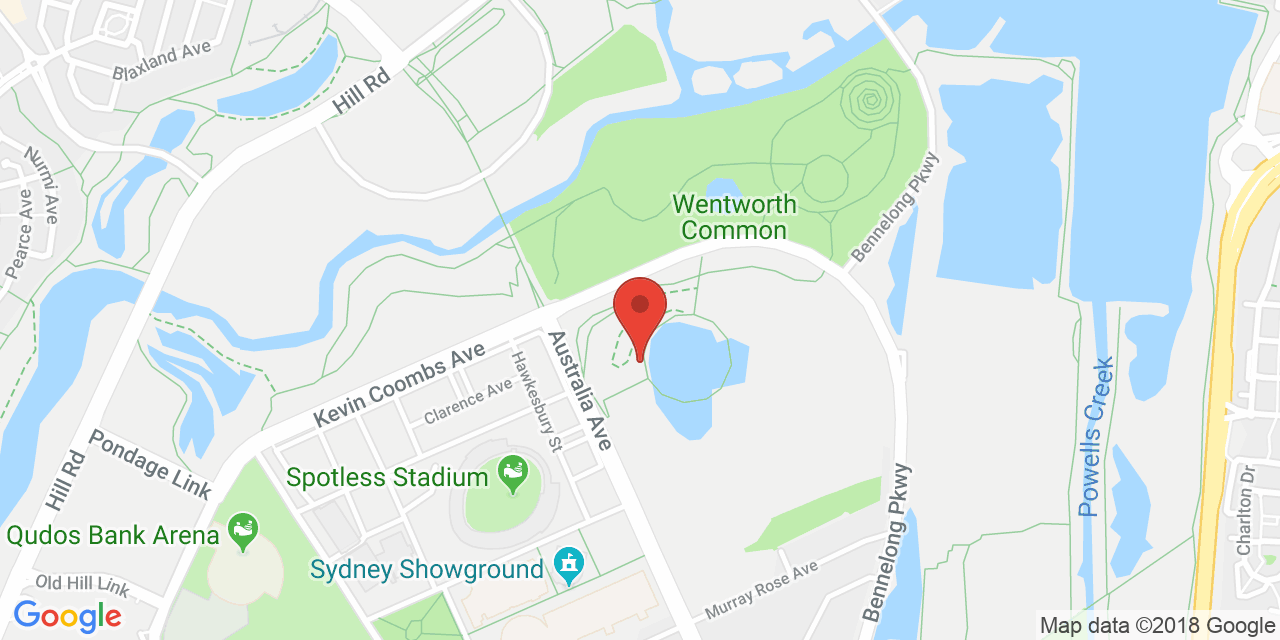 Blaxland Ave
Hill Rd
Nurmi Ave
Pearce Ave
Wentworth
Common
Bennelong Pkwy
Kevin Coombs Ave
Australia Ave
Hawkesbury St
Clarence Ave
Powells Creek
Pondage Link
Hill Rd
Spotless Stadium
Qudos Bank Arena
Sydney Showground
Old Hill Link
Murray Rose Ave
Bennelong Pkwy
Charlton Dr
Google
Map data ©2018 Google